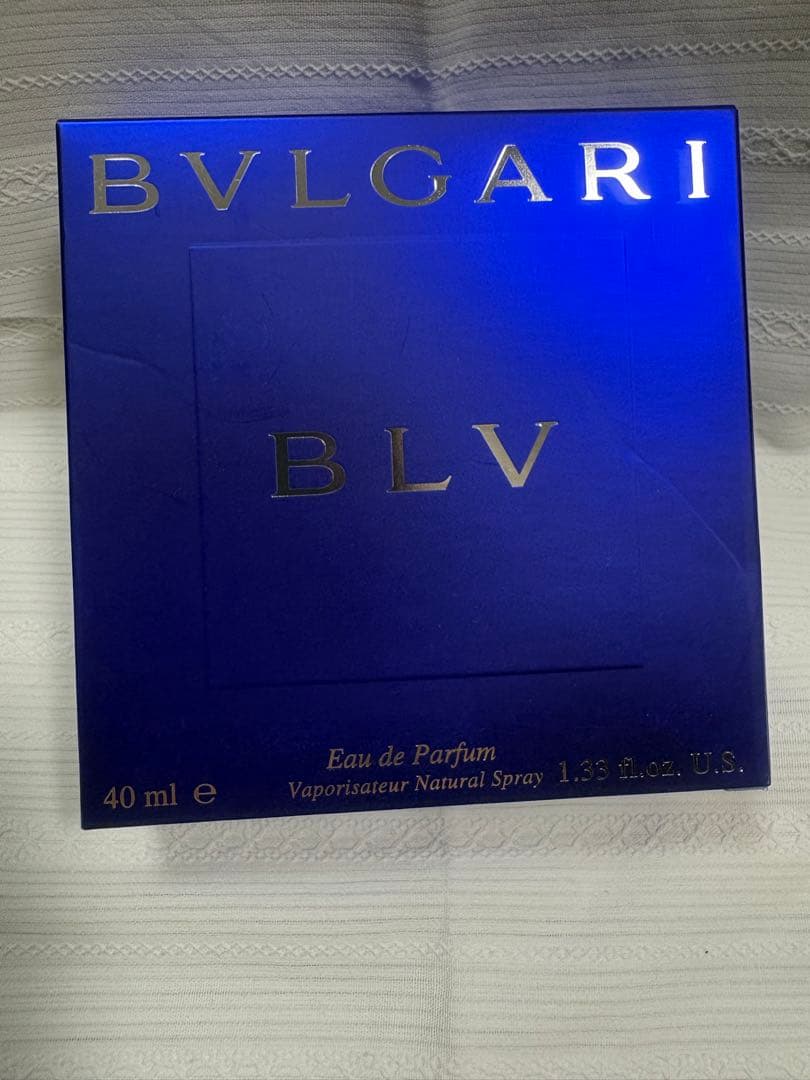 BVLGARI
BLV
Eau de Parfum
Vaporisateur Natural Spray
40 ml ℮
1.33 fl.oz. U.S.